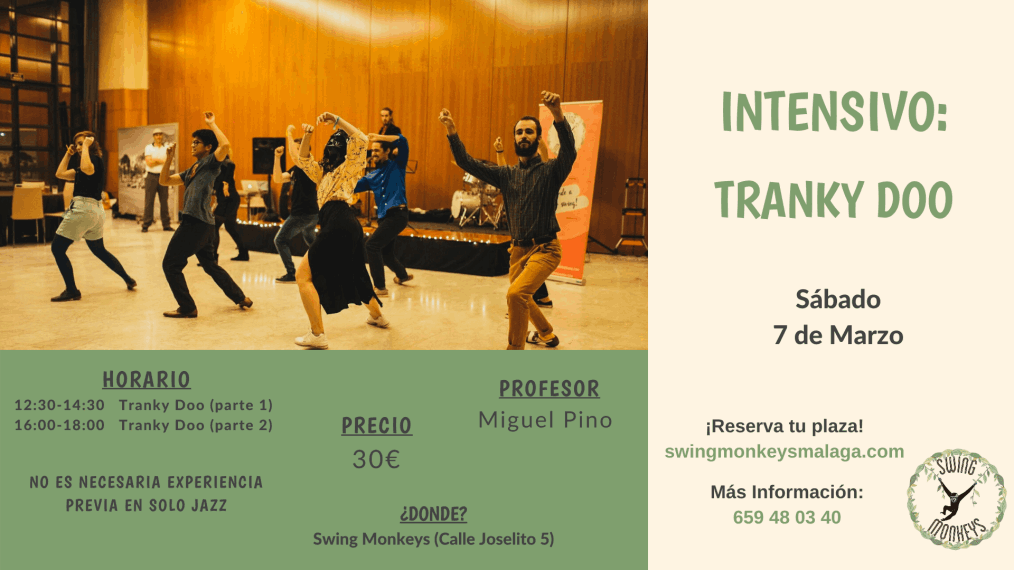 INTENSIVO:
TRANKY DOO
Sábado
7 de Marzo
HORARIO
12:30-14:30 Tranky Doo (parte 1)
16:00-18:00 Tranky Doo (parte 2)
NO ES NECESARIA EXPERIENCIA
PREVIA EN SOLO JAZZ
PRECIO
30€
PROFESOR
Miguel Pino
¿DONDE?
Swing Monkeys (Calle Joselito 5)
¡Reserva tu plaza!
swingmonkeysmalaga.com
Más Información:
659 48 03 40
SWING
MONKEYS